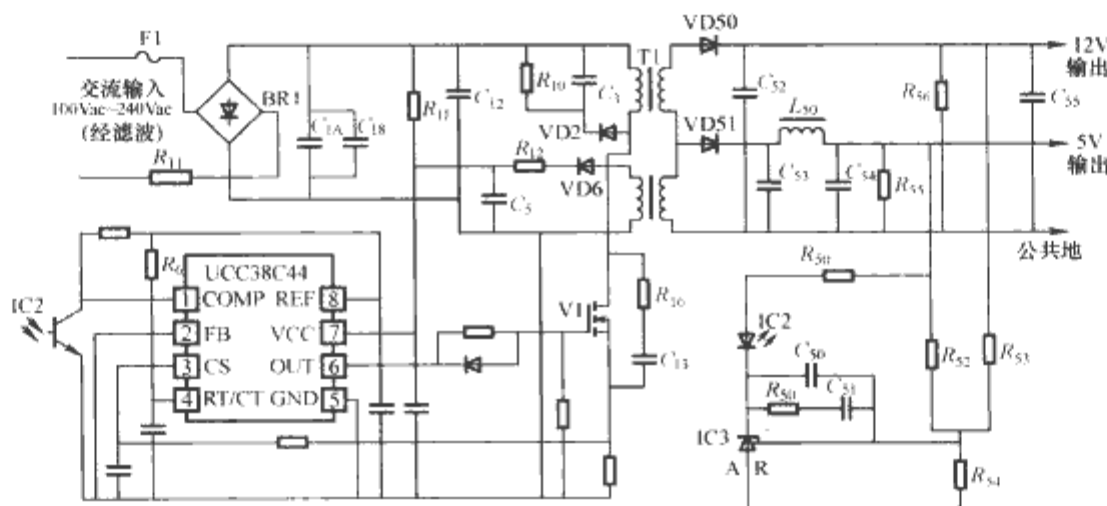 F1
交流输入
100Vac~240Vac
(经滤波)
R11
BR1
C1A
C18
R11
C12
R10
C3
VD2
R12
VD6
C5
T1
VD50
VD51
C52
L50
C53
C54
R55
R56
C55
12V
输出
5V
输出
公共地
IC2
R6
UCC38C44
1 COMP REF 8
2 FB VCC 7
3 CS OUT 6
4 RT/CT GND 5
V1
R16
C13
R50
IC2
C50
R50
C51
IC3
A R
R52
R53
R54